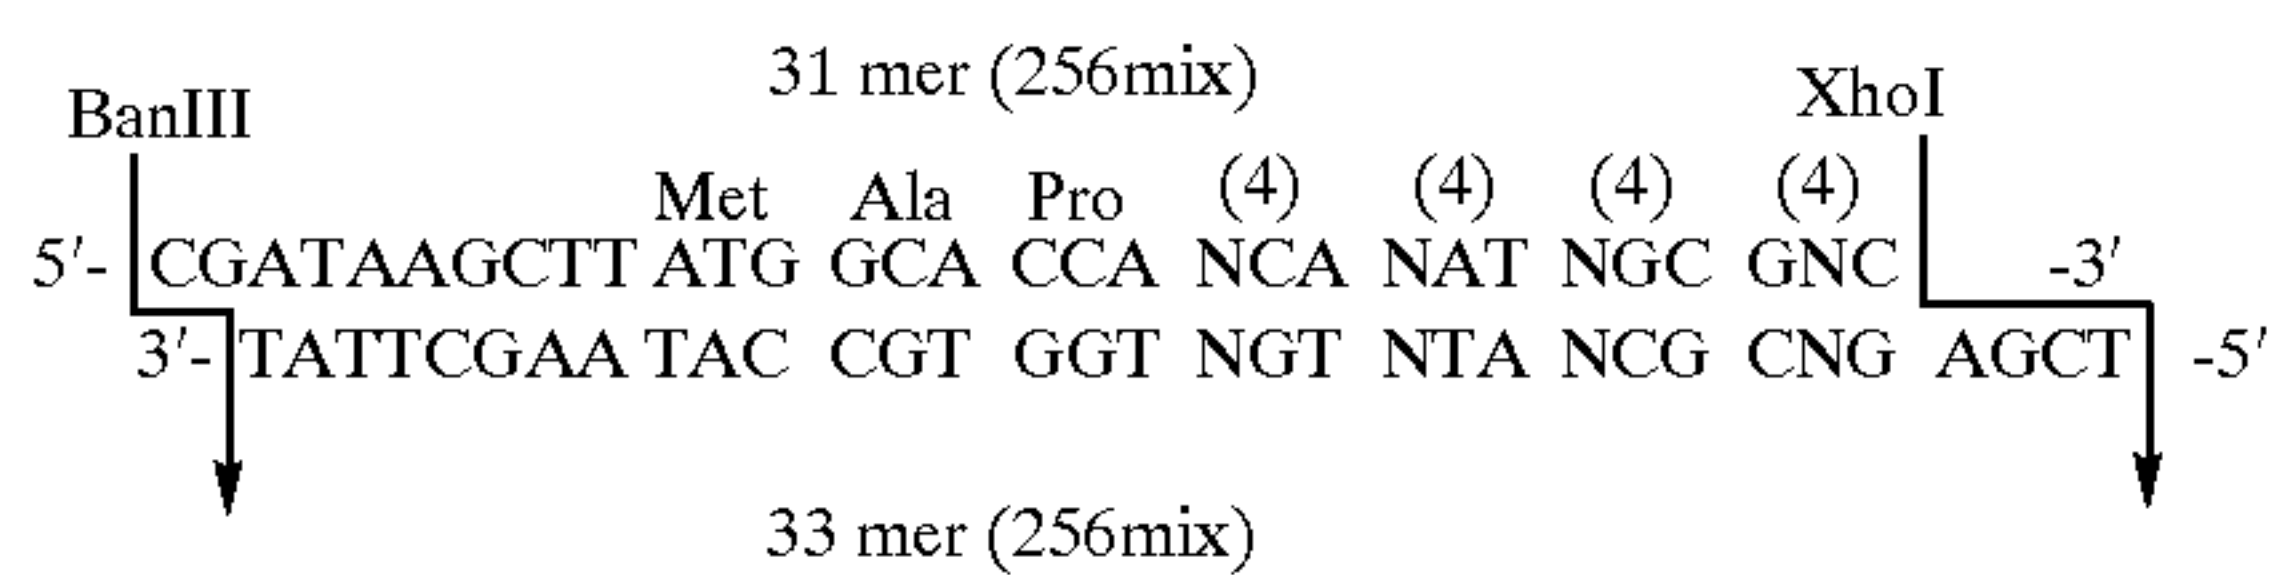 31 mer (256mix)
BanIII XhoI
Met Ala Pro (4) (4) (4) (4)
5′- CGATAAGCTT ATG GCA CCA NCA NAT NGC GNC -3′
3′- TATTCGAA TAC CGT GGT NGT NTA NCG CNG AGCT -5′
33 mer (256mix)